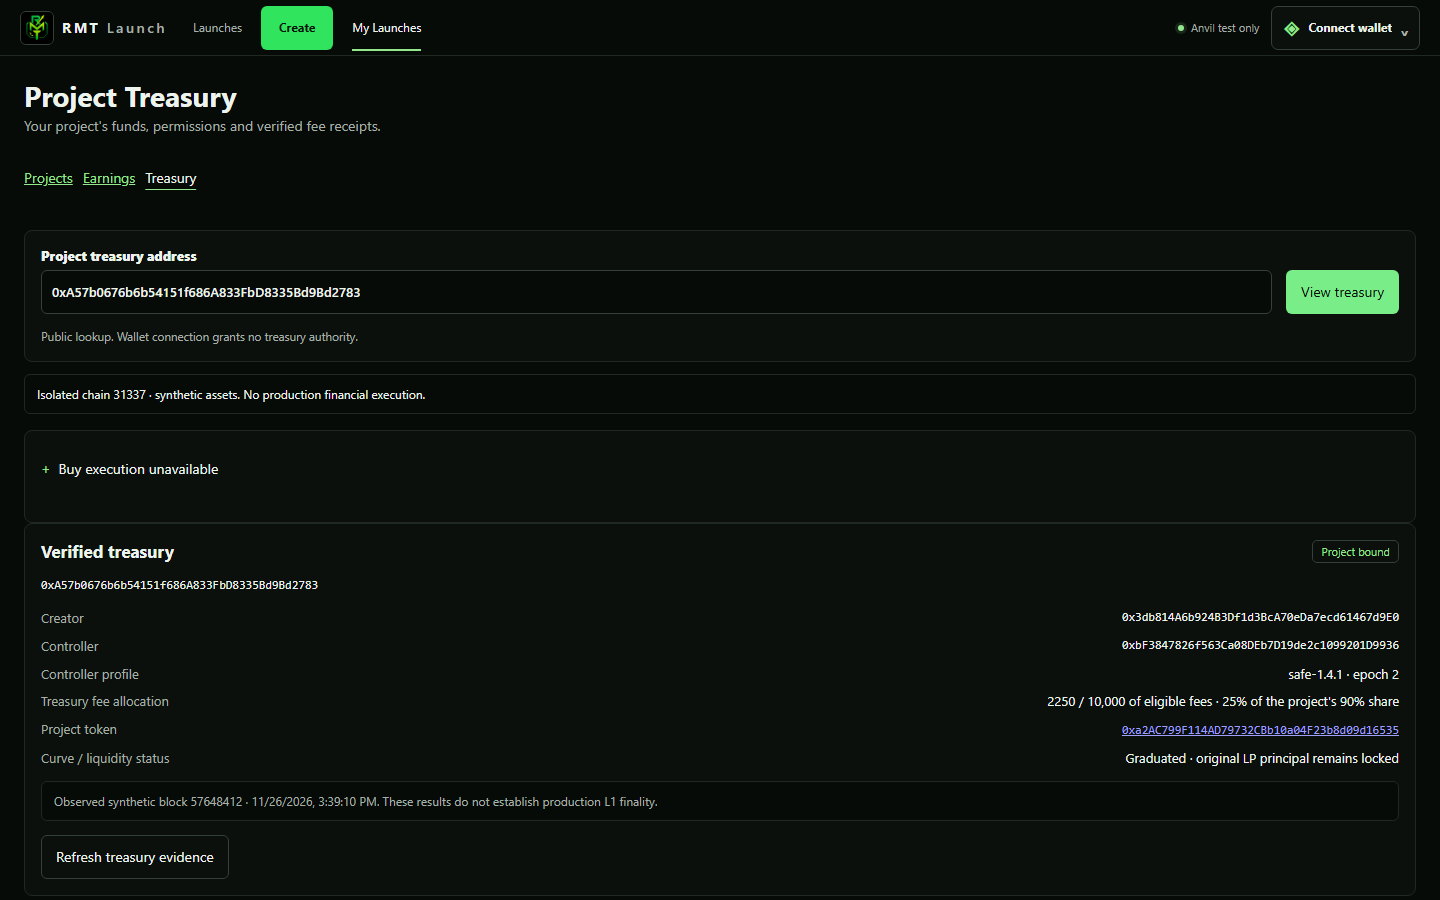 RMT Launch
Launches
Create
My Launches
Anvil test only
Connect wallet
Project Treasury
Your project's funds, permissions and verified fee receipts.
Projects Earnings Treasury
Project treasury address
0xA57b0676b6b54151f686A833FbD8335Bd9Bd2783
View treasury
Public lookup. Wallet connection grants no treasury authority.
Isolated chain 31337 · synthetic assets. No production financial execution.
+ Buy execution unavailable
Verified treasury
Project bound
0xA57b0676b6b54151f686A833FbD8335Bd9Bd2783
Creator 0x3db814A6b924B3Df1d3BcA70eDa7ecd61467d9E0
Controller 0xbF3847826f563Ca08DEb7D19de2c1099201D9936
Controller profile safe-1.4.1 · epoch 2
Treasury fee allocation 2250 / 10,000 of eligible fees · 25% of the project's 90% share
Project token 0xa2AC799F114AD79732CBb10a04F23b8d09d16535
Curve / liquidity status Graduated · original LP principal remains locked
Observed synthetic block 57648412 · 11/26/2026, 3:39:10 PM. These results do not establish production L1 finality.
Refresh treasury evidence